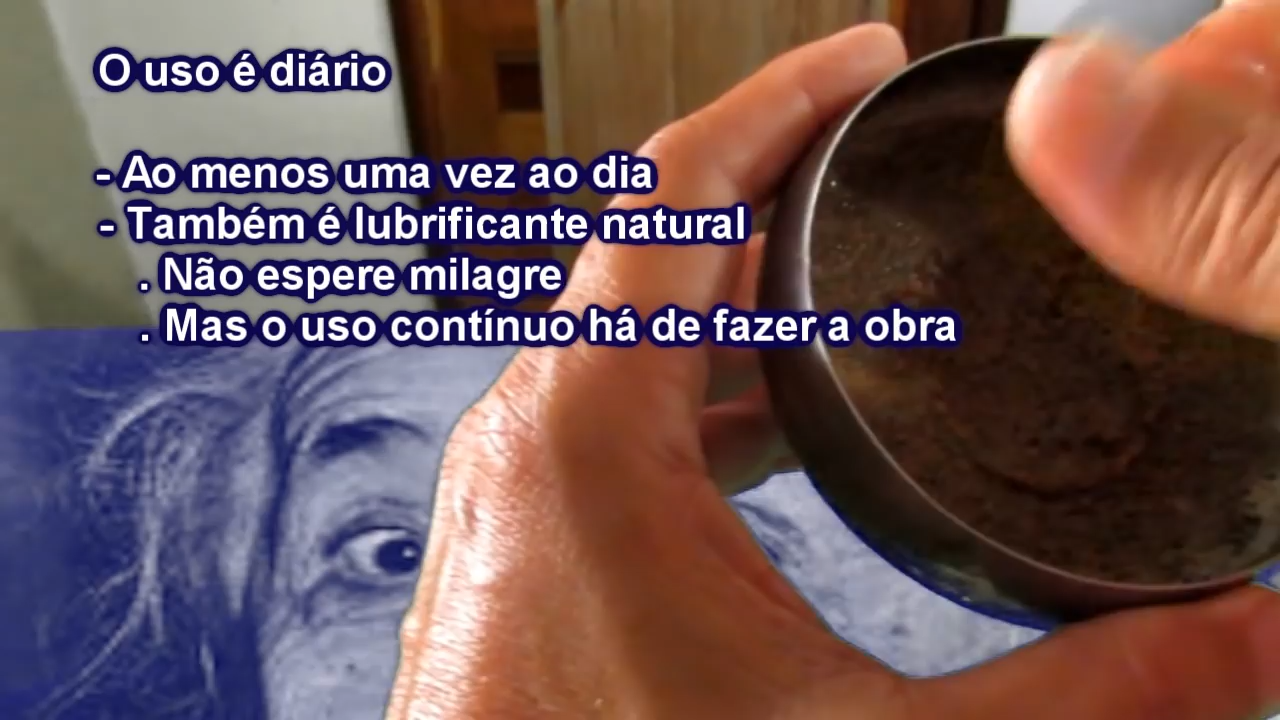 O uso é diário
- Ao menos uma vez ao dia
- Também é lubrificante natural
. Não espere milagre
. Mas o uso contínuo há de fazer a obra